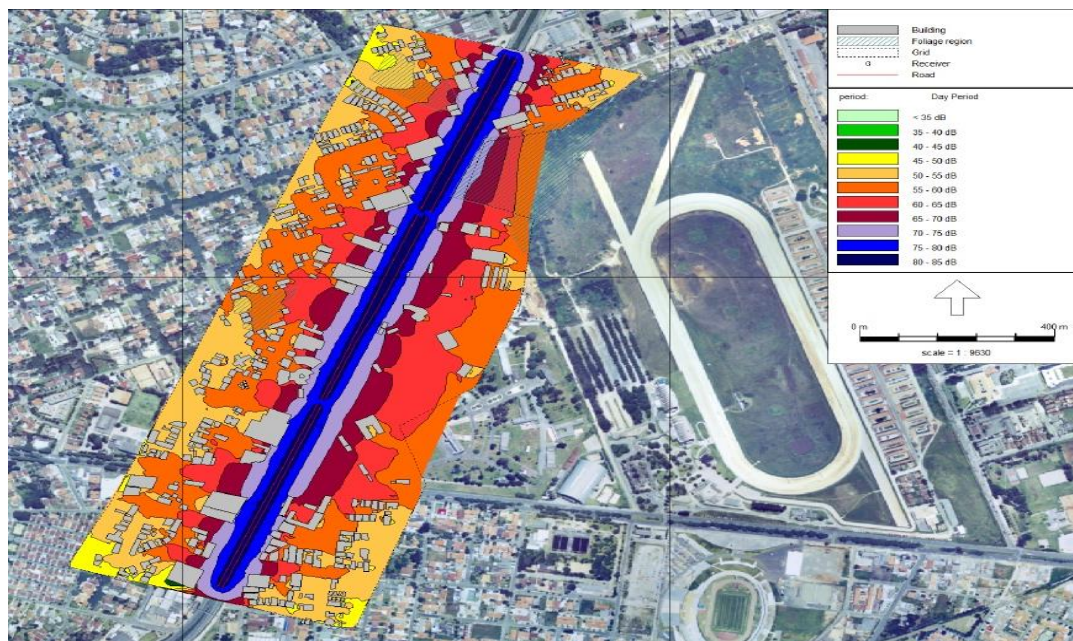 Building
Foliage region
Grid
Receiver
Road
period: Day Period
< 35 dB
35 - 40 dB
40 - 45 dB
45 - 50 dB
50 - 55 dB
55 - 60 dB
60 - 65 dB
65 - 70 dB
70 - 75 dB
75 - 80 dB
80 - 85 dB
0 m 400 m
scale = 1 : 9630